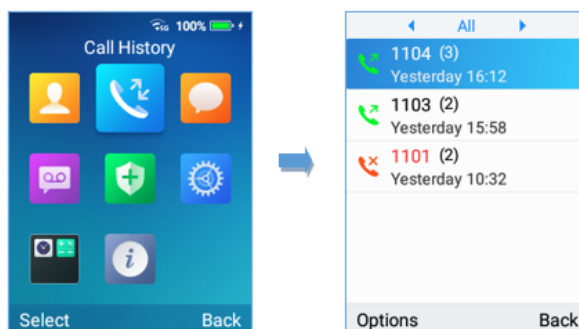 5G 100%
Call History
Select Back
All
1104 (3)
Yesterday 16:12
1103 (2)
Yesterday 15:58
1101 (2)
Yesterday 10:32
Options Back